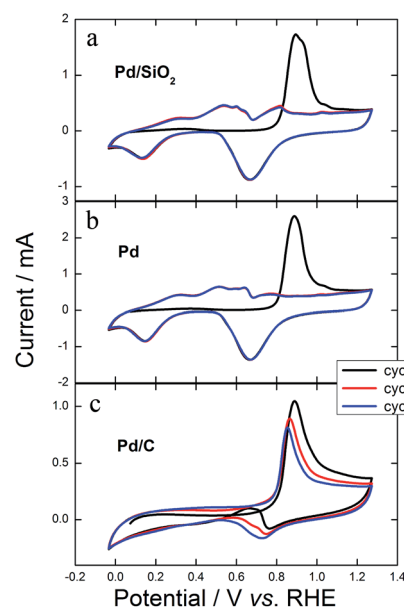 a
Pd/SiO2
2
1
0
-1
b
Pd
3
2
1
0
-1
-2
c
Pd/C
1.0
0.5
0.0
cyc
cyc
cyc
-0.2 0.0 0.2 0.4 0.6 0.8 1.0 1.2 1.4
Current / mA
Potential / V vs. RHE